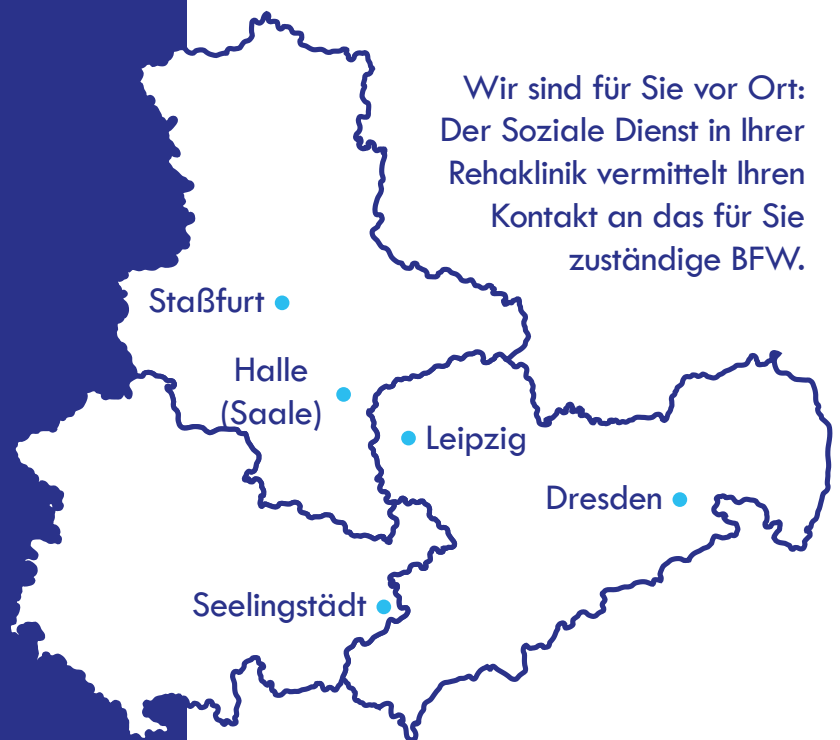 Wir sind für Sie vor Ort:
Der Soziale Dienst in Ihrer
Rehaklinik vermittelt Ihren
Kontakt an das für Sie
zuständige BFW.
Staßfurt
Halle
(Saale)
Leipzig
Dresden
Seelingstädt